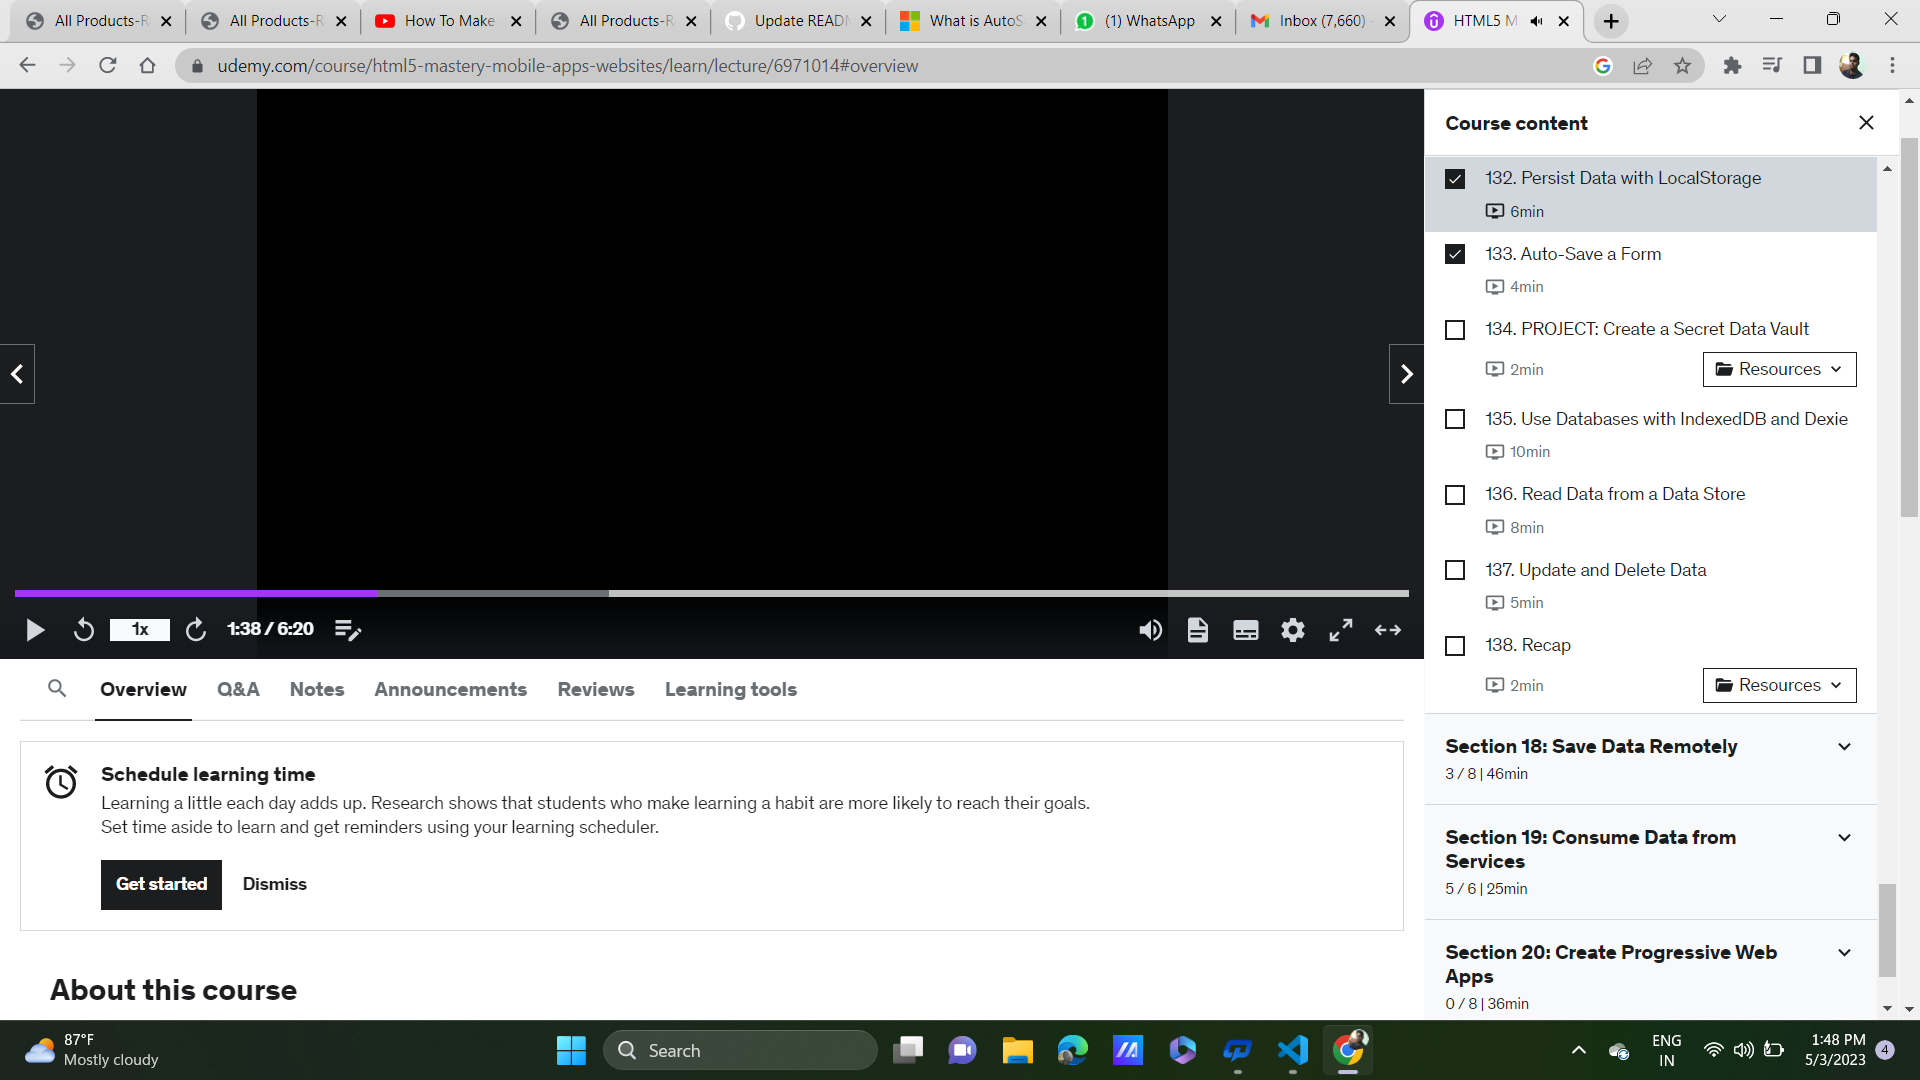 All Products-R
All Products-R
How To Make
All Products-R
Update READ
What is AutoS
(1) WhatsApp
Inbox (7,660)
HTML5 M
udemy.com/course/html5-mastery-mobile-apps-websites/learn/lecture/6971014#overview
Course content
132. Persist Data with LocalStorage
6min
133. Auto-Save a Form
4min
134. PROJECT: Create a Secret Data Vault
2min
Resources
135. Use Databases with IndexedDB and Dexie
10min
136. Read Data from a Data Store
8min
137. Update and Delete Data
5min
138. Recap
2min
Resources
Section 18: Save Data Remotely
3 / 8 | 46min
Section 19: Consume Data from
Services
5 / 6 | 25min
Section 20: Create Progressive Web
Apps
0 / 8 | 36min
1x
1:38 / 6:20
Overview
Q&A
Notes
Announcements
Reviews
Learning tools
Schedule learning time
Learning a little each day adds up. Research shows that students who make learning a habit are more likely to reach their goals.
Set time aside to learn and get reminders using your learning scheduler.
Get started
Dismiss
About this course
87°F
Mostly cloudy
Search
ENG
IN
1:48 PM
5/3/2023
4